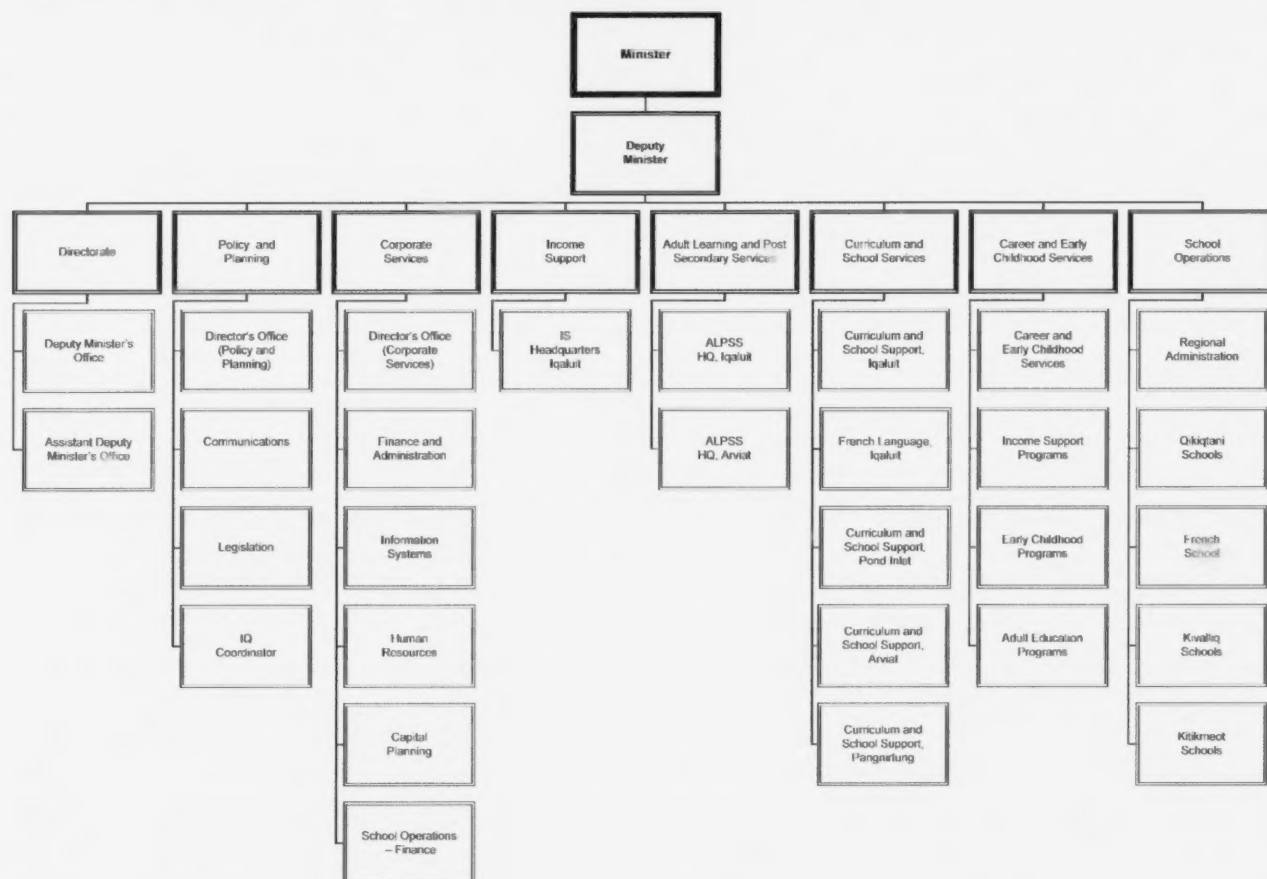 Minister
Deputy
Minister
Directorate
Policy and
Planning
Corporate
Services
Income
Support
Adult Learning and Post
Secondary Services
Curriculum and
School Services
Career and Early
Childhood Services
School
Operations
Deputy Minister's
Office
Assistant Deputy
Minister's Office
Director's Office
(Policy and
Planning)
Communications
Legislation
IQ
Coordinator
Director's Office
(Corporate
Services)
Finance and
Administration
Information
Systems
Human
Resources
Capital
Planning
School Operations
– Finance
IS
Headquarters
Iqaluit
ALPSS
HQ, Iqaluit
ALPSS
HQ, Arviat
Curriculum and
School Support,
Iqaluit
French Language,
Iqaluit
Curriculum and
School Support,
Pond Inlet
Curriculum and
School Support,
Arviat
Curriculum and
School Support,
Pangnirtung
Career and
Early Childhood
Services
Income Support
Programs
Early Childhood
Programs
Adult Education
Programs
Regional
Administration
Qikiqtani
Schools
French
School
Kivalliq
Schools
Kitikmeot
Schools